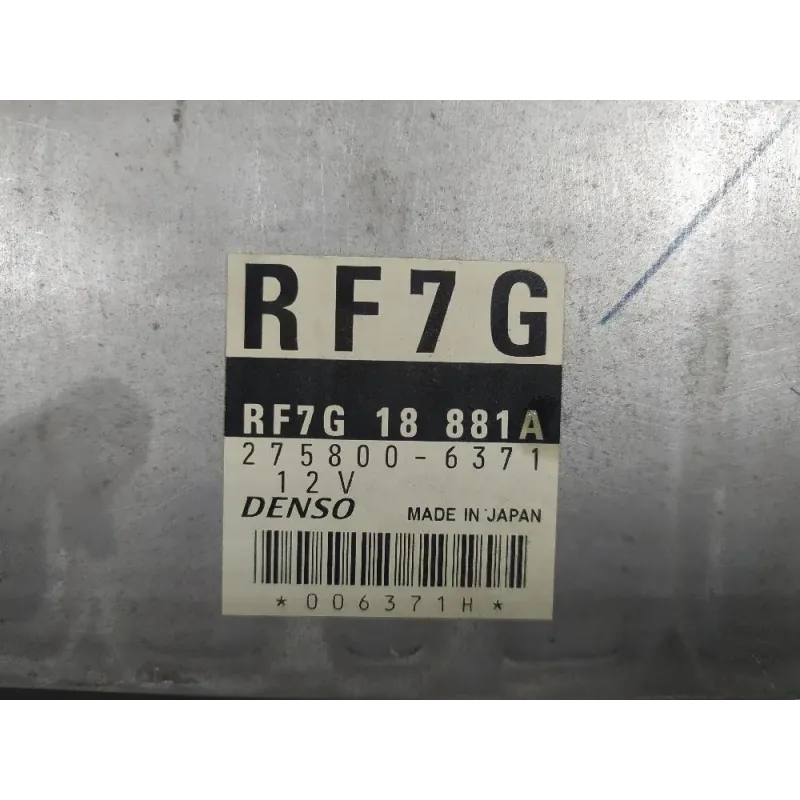 RF7G
RF7G 18 881A
275800-6371
12V
DENSO MADE IN JAPAN
*006371H*